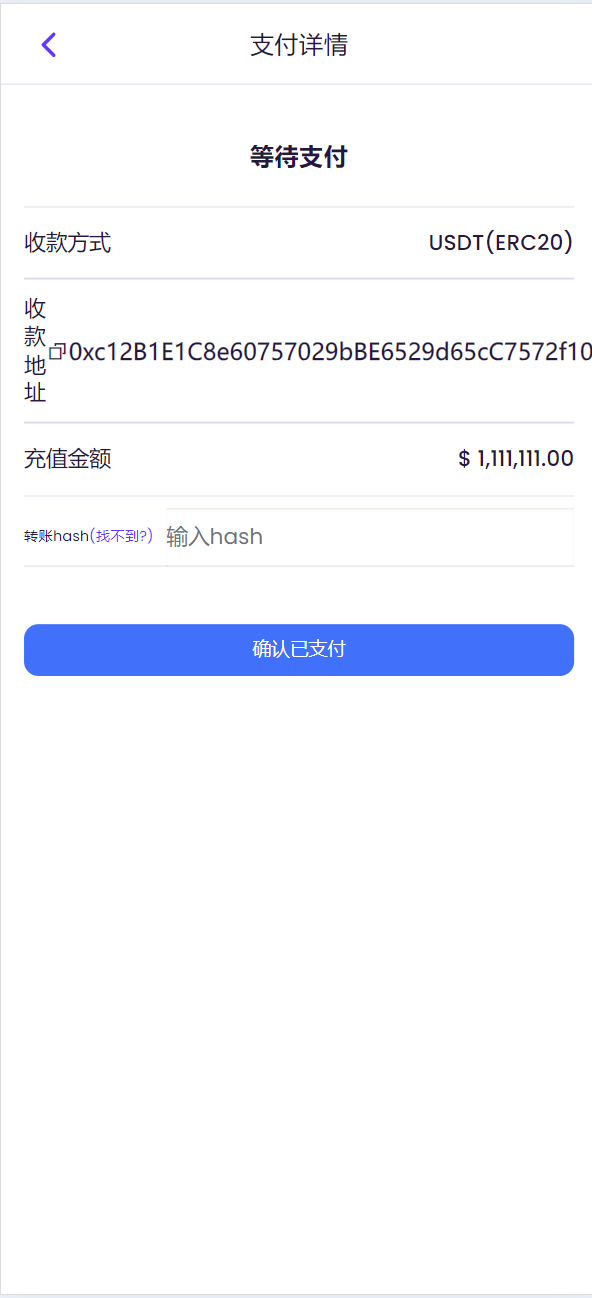 支付详情
等待支付
收款方式 USDT(ERC20)
收款地址 0xc12B1E1C8e60757029bBE6529d65cC7572f10
充值金额 $ 1,111,111.00
转账hash(找不到?) 输入hash
确认已支付